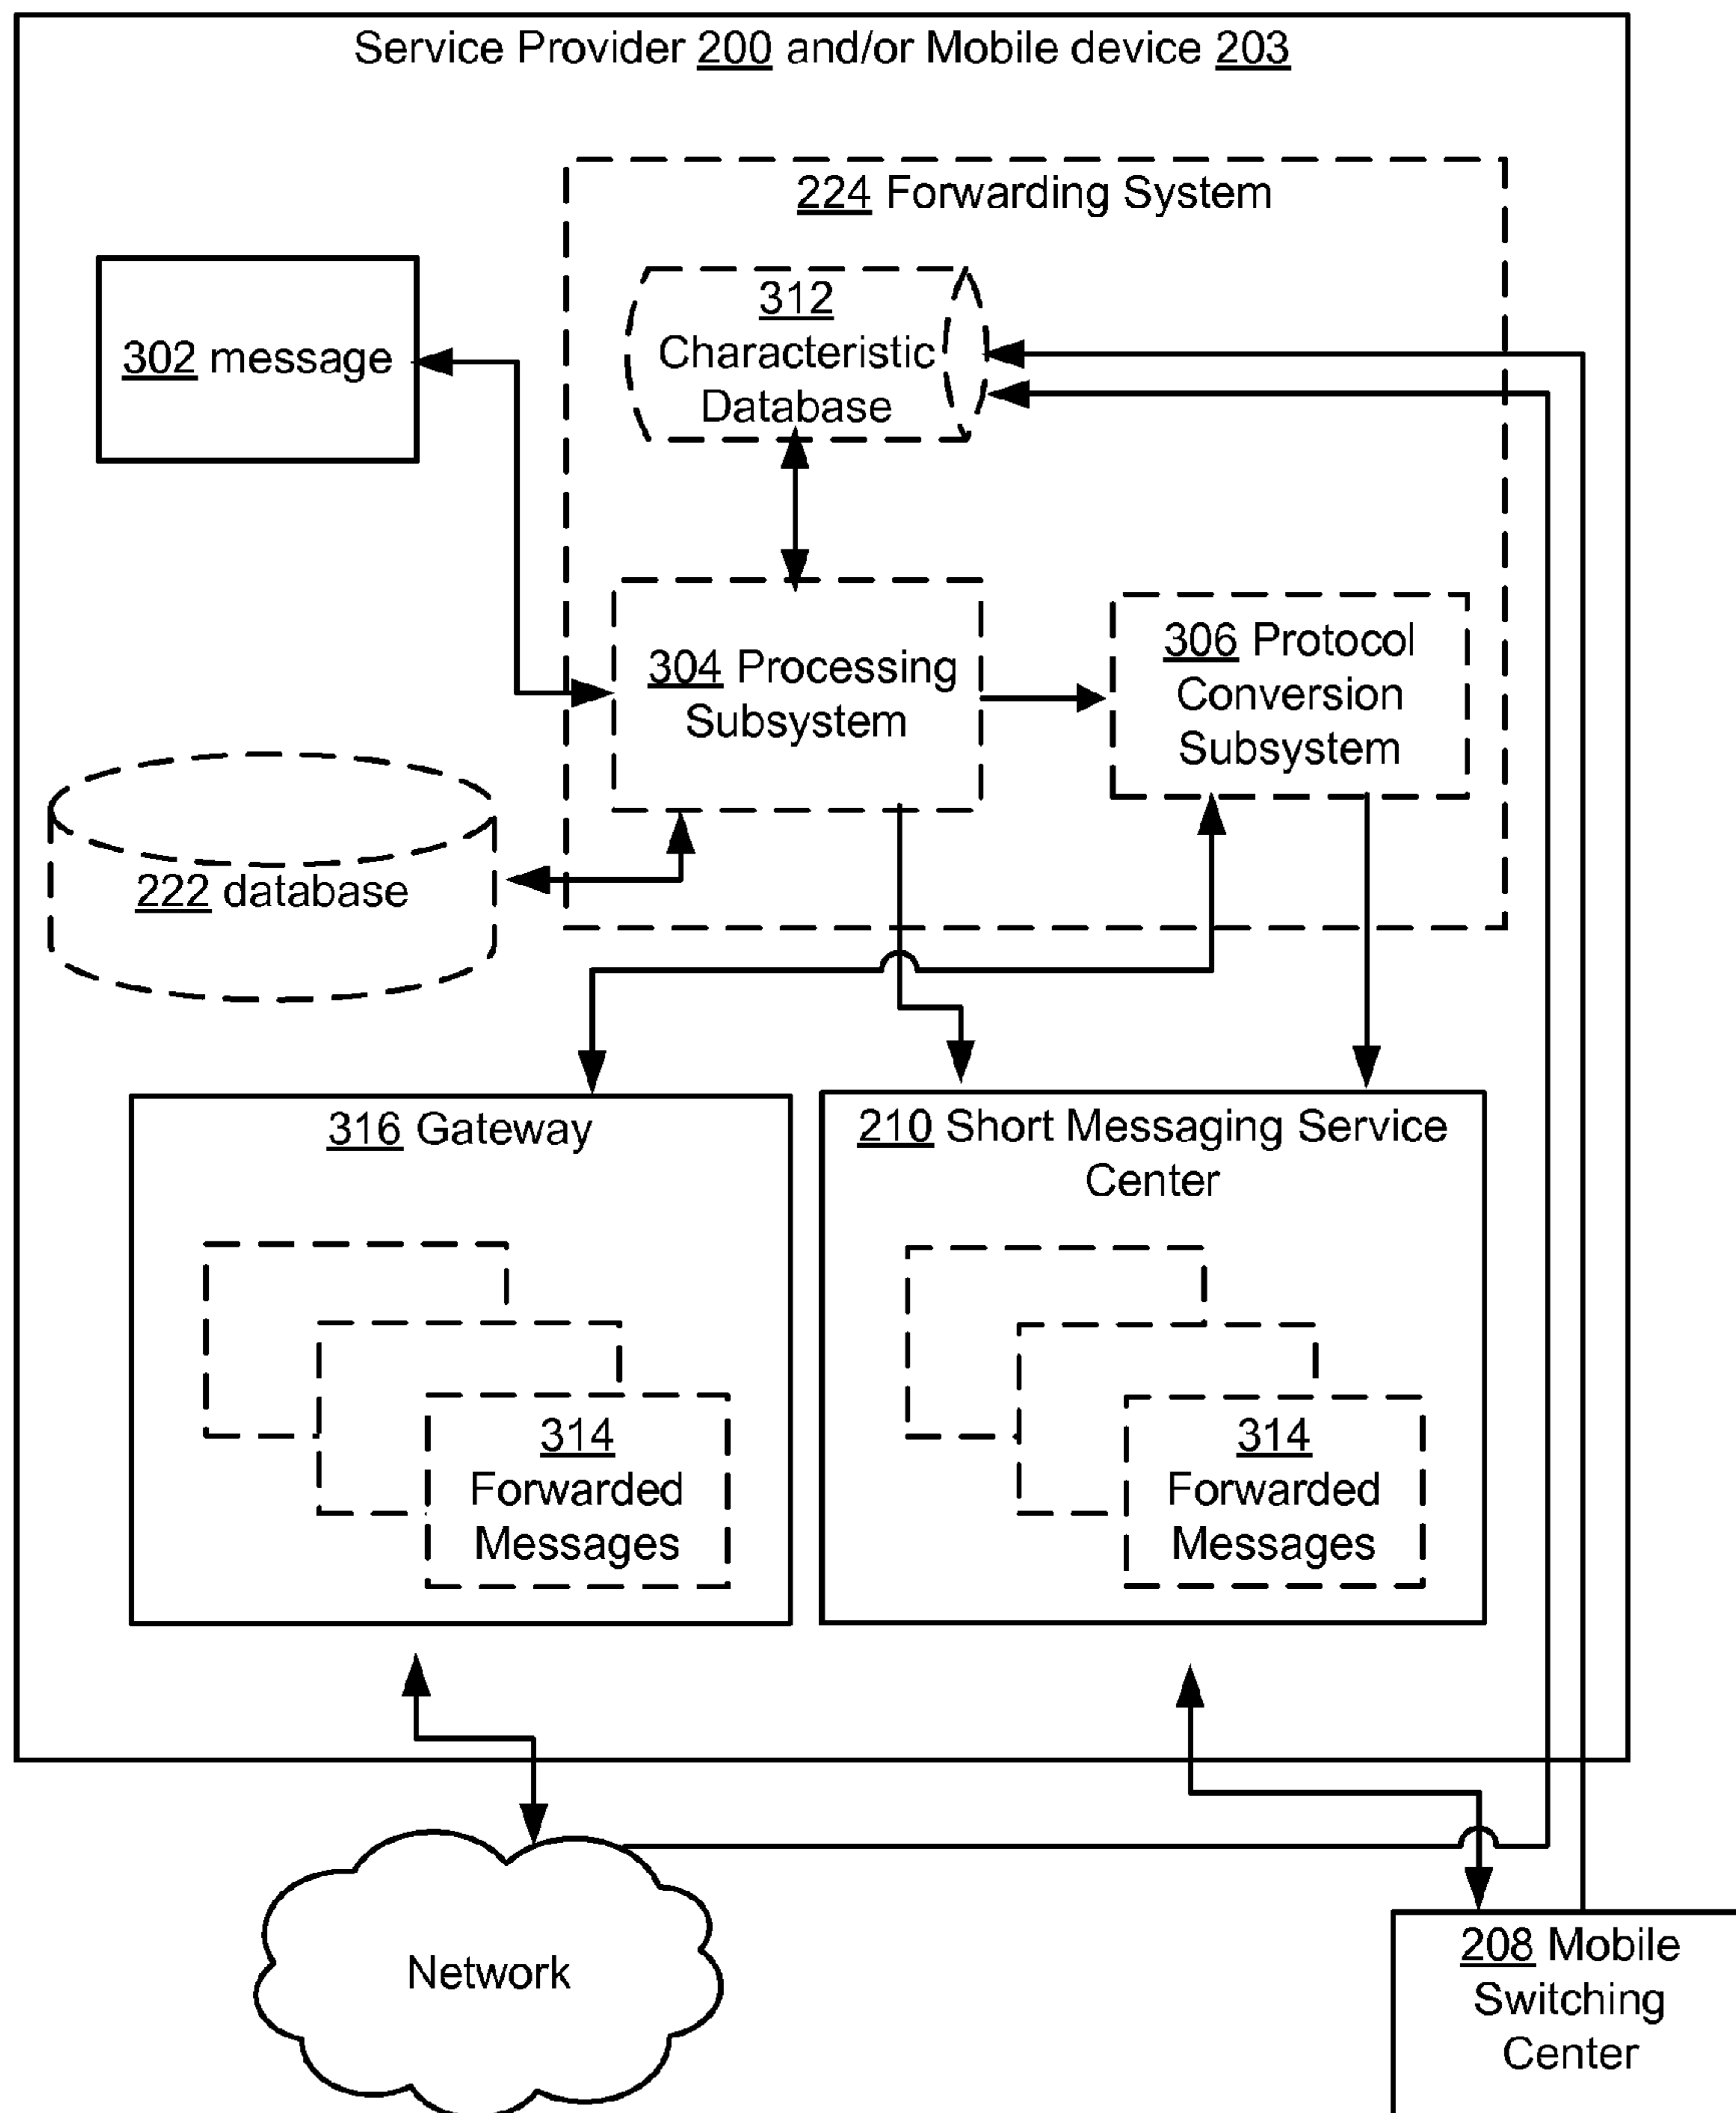 Service Provider 200 and/or Mobile device 203
224 Forwarding System
312
Characteristic
Database
302 message
304 Processing
Subsystem
306 Protocol
Conversion
Subsystem
222 database
316 Gateway
314
Forwarded
Messages
210 Short Messaging Service
Center
314
Forwarded
Messages
Network
208 Mobile
Switching
Center